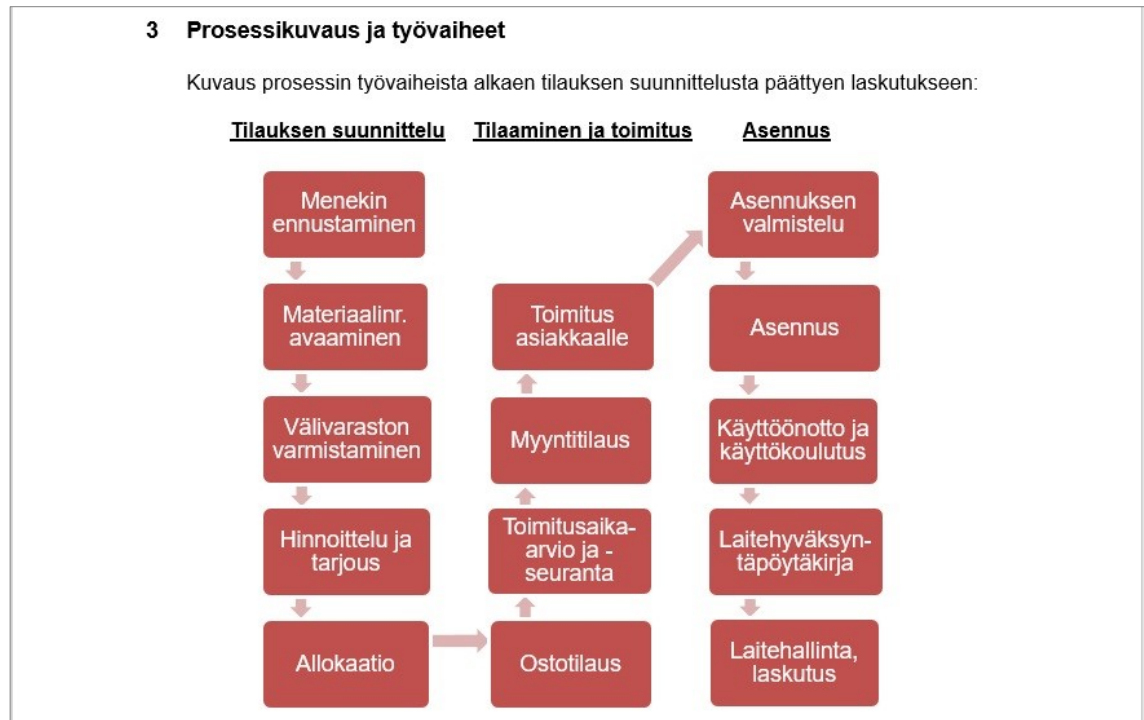 3 Prosessikuvaus ja työvaiheet
Kuvaus prosessin työvaiheista alkaen tilauksen suunnittelusta päättyen laskutukseen:
Tilauksen suunnittelu
Menekin
ennustaminen
Materiaalinr.
avaaminen
Välivaraston
varmistaminen
Hinnoittelu ja
tarjous
Allokaatio
Tilaaminen ja toimitus
Ostotilaus
Toimitusaika-
arvio ja -
seuranta
Myyntitilaus
Toimitus
asiakkaalle
Asennus
Asennuksen
valmistelu
Asennus
Käyttöönotto ja
käyttökoulutus
Laitehyväksyn-
täpöytäkirja
Laitehallinta,
laskutus